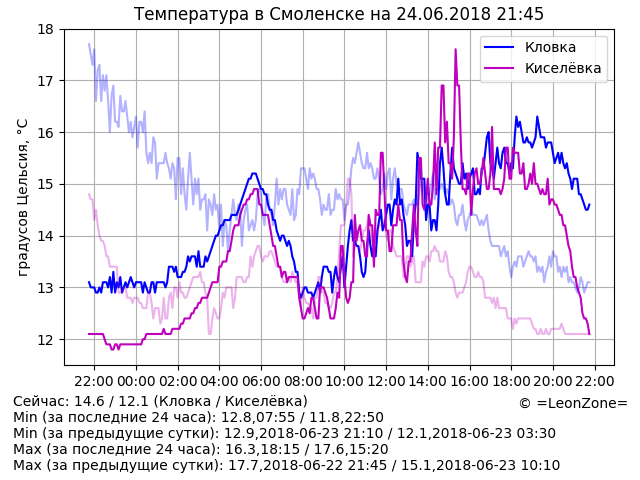 Температура в Смоленске на 24.06.2018 21:45
18
17
16
15
14
13
12
градусов Цельсия, °C
Кловка
Киселёвка
22:00 00:00 02:00 04:00 06:00 08:00 10:00 12:00 14:00 16:00 18:00 20:00 22:00
Сейчас: 14.6 / 12.1 (Кловка / Киселёвка)
© =LeonZone=
Min (за последние 24 часа): 12.8,07:55 / 11.8,22:50
Min (за предыдущие сутки): 12.9,2018-06-23 21:10 / 12.1,2018-06-23 03:30
Max (за последние 24 часа): 16.3,18:15 / 17.6,15:20
Max (за предыдущие сутки): 17.7,2018-06-22 21:45 / 15.1,2018-06-23 10:10